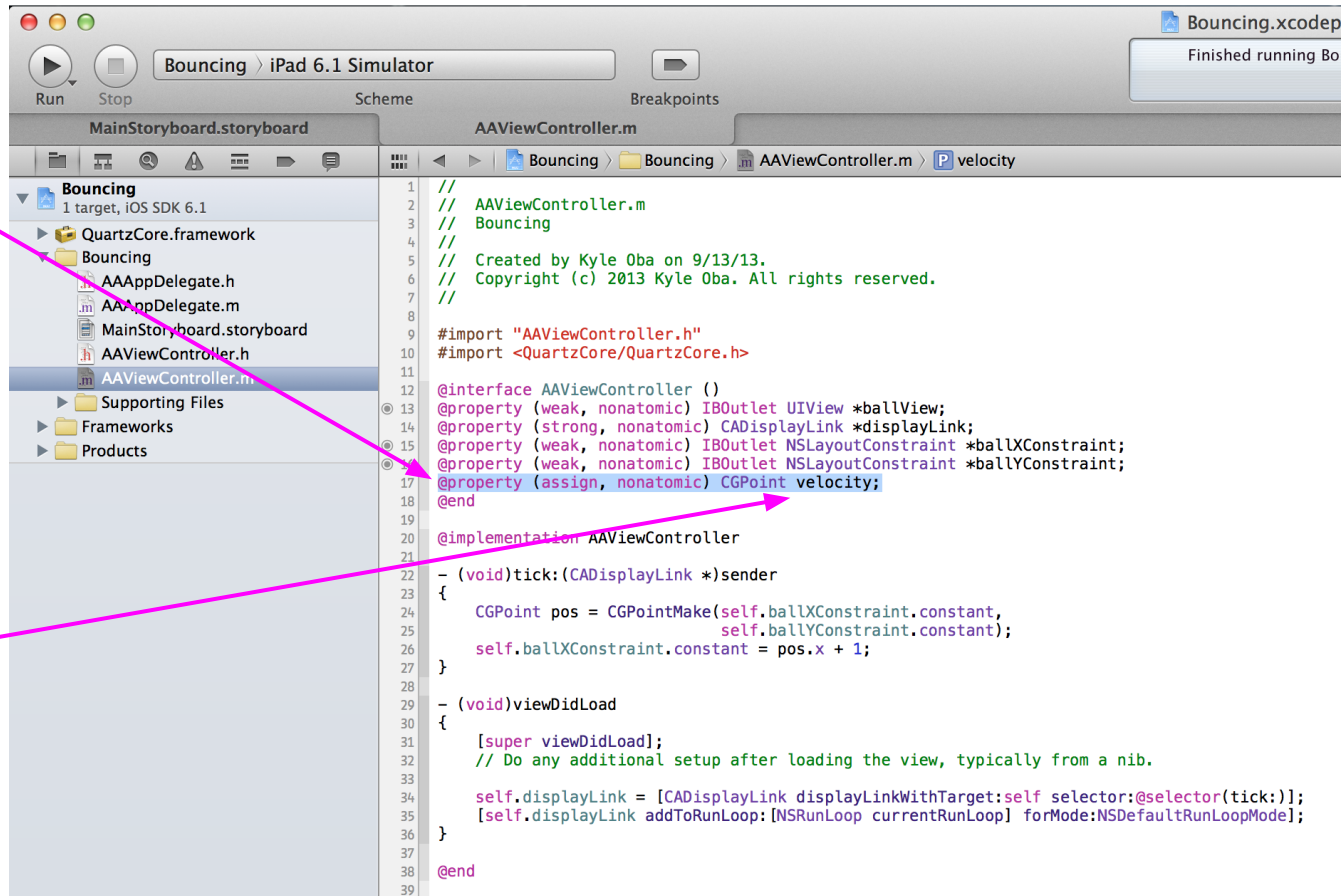 Bouncing.xcodep
Bouncing 〉 iPad 6.1 Simulator
Finished running Bo
Run Stop Scheme Breakpoints
MainStoryboard.storyboard AAViewController.m
Bouncing 〉 Bouncing 〉 AAViewController.m 〉 P velocity
Bouncing
1 target, iOS SDK 6.1
QuartzCore.framework
Bouncing
h AAAppDelegate.h
m AAAppDelegate.m
MainStoryboard.storyboard
h AAViewController.h
m AAViewController.m
Supporting Files
Frameworks
Products
1 //
2 // AAViewController.m
3 // Bouncing
4 //
5 // Created by Kyle Oba on 9/13/13.
6 // Copyright (c) 2013 Kyle Oba. All rights reserved.
7 //
8
9 #import "AAViewController.h"
10 #import <QuartzCore/QuartzCore.h>
11
12 @interface AAViewController ()
13 @property (weak, nonatomic) IBOutlet UIView *ballView;
14 @property (strong, nonatomic) CADisplayLink *displayLink;
15 @property (weak, nonatomic) IBOutlet NSLayoutConstraint *ballXConstraint;
@property (weak, nonatomic) IBOutlet NSLayoutConstraint *ballYConstraint;
17 @property (assign, nonatomic) CGPoint velocity;
18 @end
19
20 @implementation AAViewController
21
22 - (void)tick:(CADisplayLink *)sender
23 {
24 CGPoint pos = CGPointMake(self.ballXConstraint.constant,
25 self.ballYConstraint.constant);
26 self.ballXConstraint.constant = pos.x + 1;
27 }
28
29 - (void)viewDidLoad
30 {
31 [super viewDidLoad];
32 // Do any additional setup after loading the view, typically from a nib.
33
34 self.displayLink = [CADisplayLink displayLinkWithTarget:self selector:@selector(tick:)];
35 [self.displayLink addToRunLoop:[NSRunLoop currentRunLoop] forMode:NSDefaultRunLoopMode];
36 }
37
38 @end
39